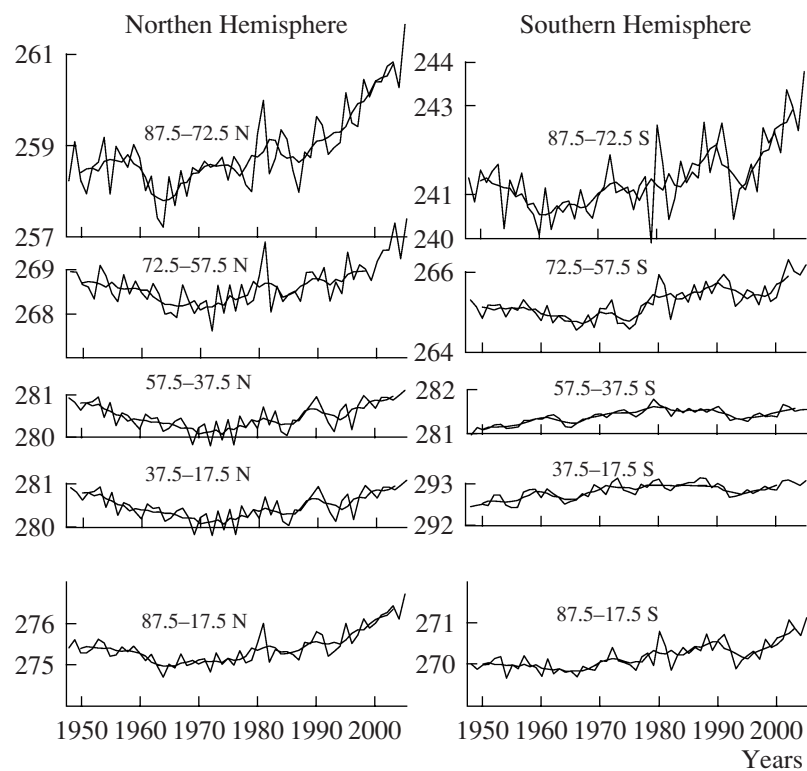 Northen Hemisphere
261
259
257
87.5–72.5 N
269
268
72.5–57.5 N
281
280
57.5–37.5 N
281
280
37.5–17.5 N
276
275
87.5–17.5 N
1950 1960 1970 1980 1990 2000
Southern Hemisphere
244
243
241
240
87.5–72.5 S
266
264
72.5–57.5 S
282
281
57.5–37.5 S
293
292
37.5–17.5 S
271
270
87.5–17.5 S
1950 1960 1970 1980 1990 2000
Years